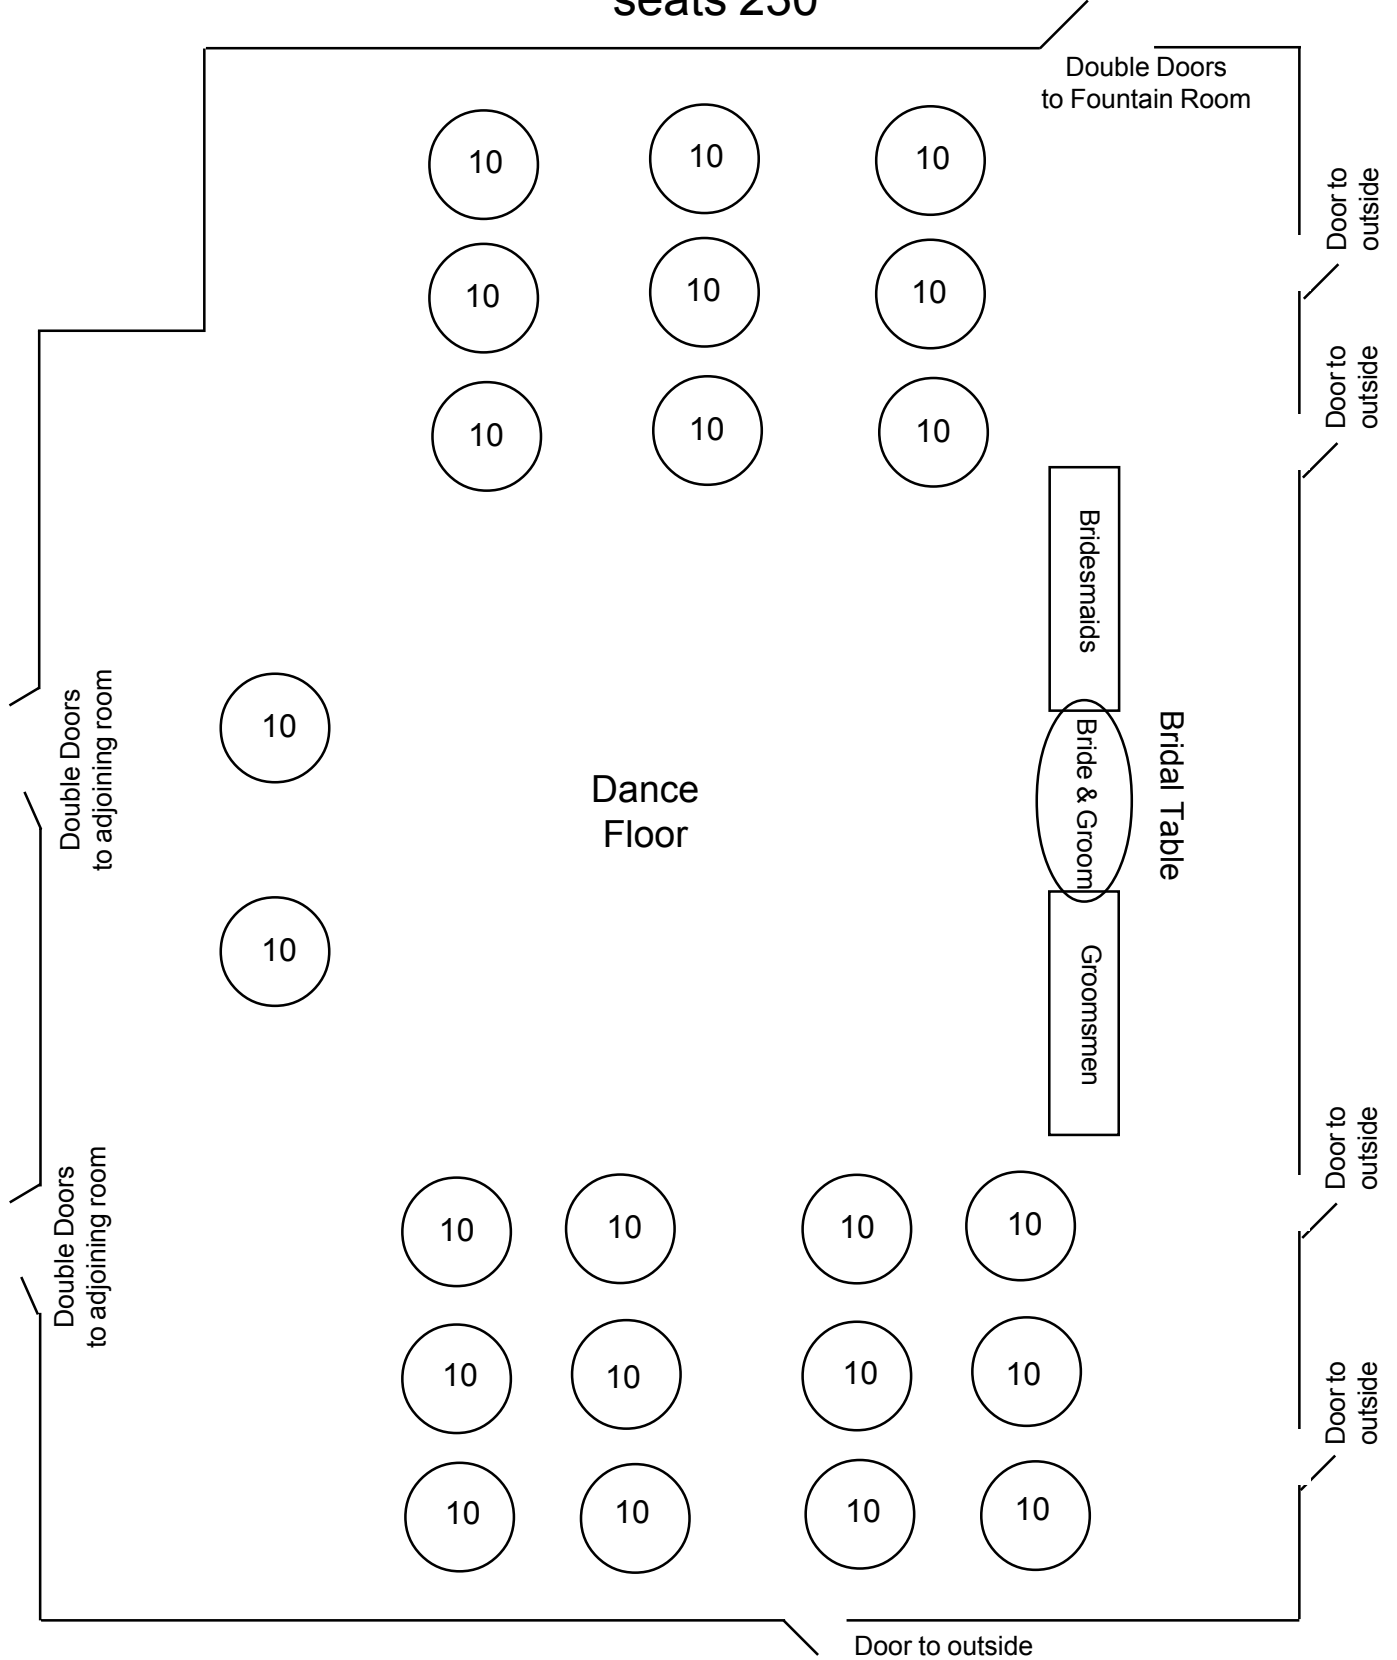 seats 250
Double Doors
to Fountain Room
Door to
outside
10 10 10
10 10 10
Door to
outside
10 10 10
Bridesmaids
Double Doors
to adjoining room
10
Bride & Groom
Bridal Table
Dance
Floor
10
Groomsmen
Door to
outside
Double Doors
to adjoining room
10 10 10 10
10 10 10 10
Door to
outside
10 10 10 10
Door to outside